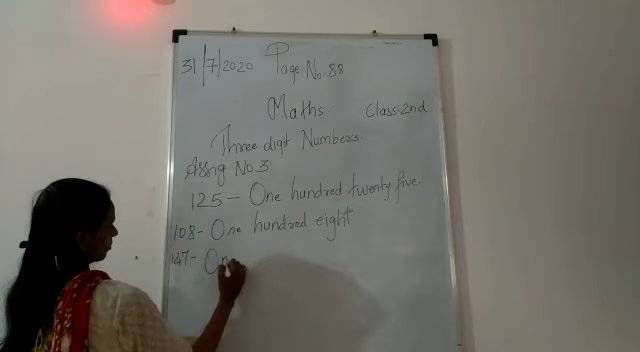 31/7/2020 Page No. 88
Maths Class: 2nd
Three digit Numbers
Assig No 3.
125 - One hundred twenty five
108 - One hundred eight
147 - On